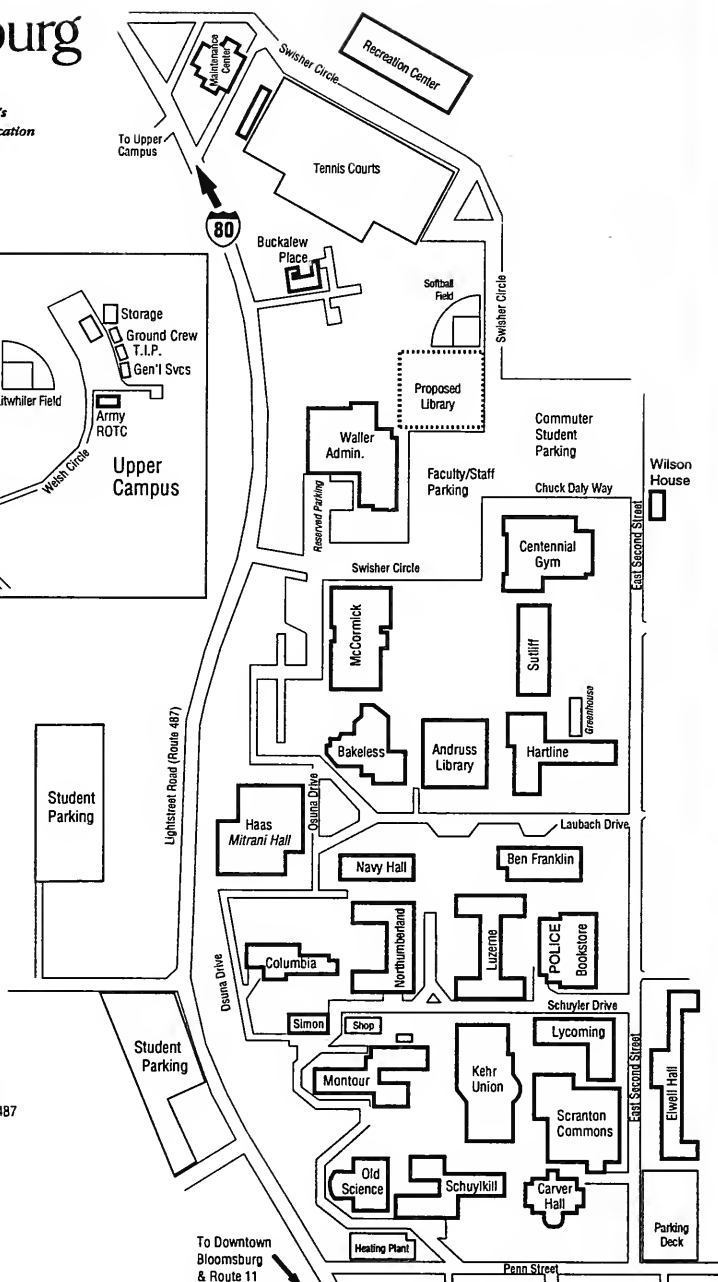 Maintenance
Center
Swisher Circle
Recreation Center
To Upper
Campus
Tennis Courts
80
Buckalew
Place
Softball
Field
Swisher Circle
Storage
Ground Crew
T.I.P.
Gen'l Svcs
Army
ROTC
Welsh Circle
Upper
Campus
Proposed
Library
Waller
Admin.
Commuter
Student
Parking
Faculty/Staff
Parking
Reserved Parking
Chuck Daly Way
Wilson
House
East Second Street
Centennial
Gym
Swisher Circle
McCormick
Sutliff
Greenhouse
Bakeless
Andruss
Library
Hartline
Lightstreet Road (Route 487)
Student
Parking
Osuna Drive
Haas
Mitrani Hall
Laubach Drive
Navy Hall
Ben Franklin
Northumberland
Luzerne
POLICE
Bookstore
Columbia
Osuna Drive
Schuyler Drive
Simon
Shop
Lycoming
Student
Parking
Montour
Kehr
Union
Scranton
Commons
East Second Street
Elwell Hall
487
Old
Science
Schuylkill
Carver
Hall
Parking
Deck
Heating Plant
To Downtown
Bloomsburg
& Route 11
Penn Street